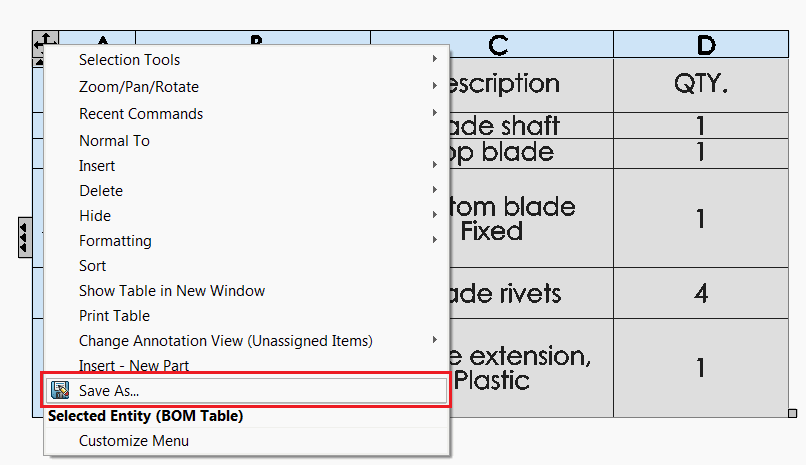 C D
Selection Tools
Zoom/Pan/Rotate
Recent Commands
Normal To
Insert
Delete
Hide
Formatting
Sort
Show Table in New Window
Print Table
Change Annotation View (Unassigned Items)
Insert - New Part
Save As...
Selected Entity (BOM Table)
Customize Menu
escription QTY.
ade shaft 1
op blade 1
tom blade
Fixed 1
ade rivets 4
e extension,
Plastic 1